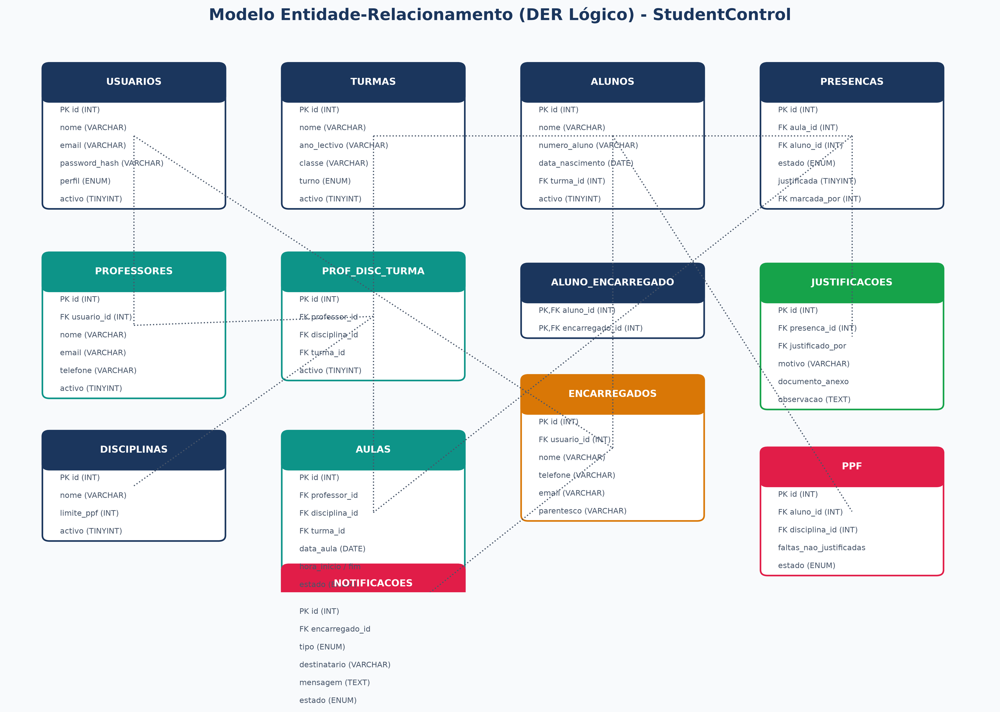 Modelo Entidade-Relacionamento (DER Lógico) - StudentControl
USUARIOS
PK id (INT)
nome (VARCHAR)
email (VARCHAR)
password_hash (VARCHAR)
perfil (ENUM)
activo (TINYINT)
TURMAS
PK id (INT)
nome (VARCHAR)
ano_lectivo (VARCHAR)
classe (VARCHAR)
turno (ENUM)
activo (TINYINT)
ALUNOS
PK id (INT)
nome (VARCHAR)
numero_aluno (VARCHAR)
data_nascimento (DATE)
FK turma_id (INT)
activo (TINYINT)
PRESENCAS
PK id (INT)
FK aula_id (INT)
FK aluno_id (INT)
estado (ENUM)
justificada (TINYINT)
FK marcada_por (INT)
PROFESSORES
PK id (INT)
FK usuario_id (INT)
nome (VARCHAR)
email (VARCHAR)
telefone (VARCHAR)
activo (TINYINT)
PROF_DISC_TURMA
PK id (INT)
FK professor_id
FK disciplina_id
FK turma_id
activo (TINYINT)
ALUNO_ENCARREGADO
PK,FK aluno_id (INT)
PK,FK encarregado_id (INT)
JUSTIFICACOES
PK id (INT)
FK presenca_id (INT)
FK justificado_por
motivo (VARCHAR)
documento_anexo
observacao (TEXT)
DISCIPLINAS
PK id (INT)
nome (VARCHAR)
limite_ppf (INT)
activo (TINYINT)
AULAS
PK id (INT)
FK professor_id
FK disciplina_id
FK turma_id
data_aula (DATE)
hora_inicio / fim
estado (ENUM)
ENCARREGADOS
PK id (INT)
FK usuario_id (INT)
nome (VARCHAR)
telefone (VARCHAR)
email (VARCHAR)
parentesco (VARCHAR)
PPF
PK id (INT)
FK aluno_id (INT)
FK disciplina_id (INT)
faltas_nao_justificadas
estado (ENUM)
NOTIFICACOES
PK id (INT)
FK encarregado_id
tipo (ENUM)
destinatario (VARCHAR)
mensagem (TEXT)
estado (ENUM)